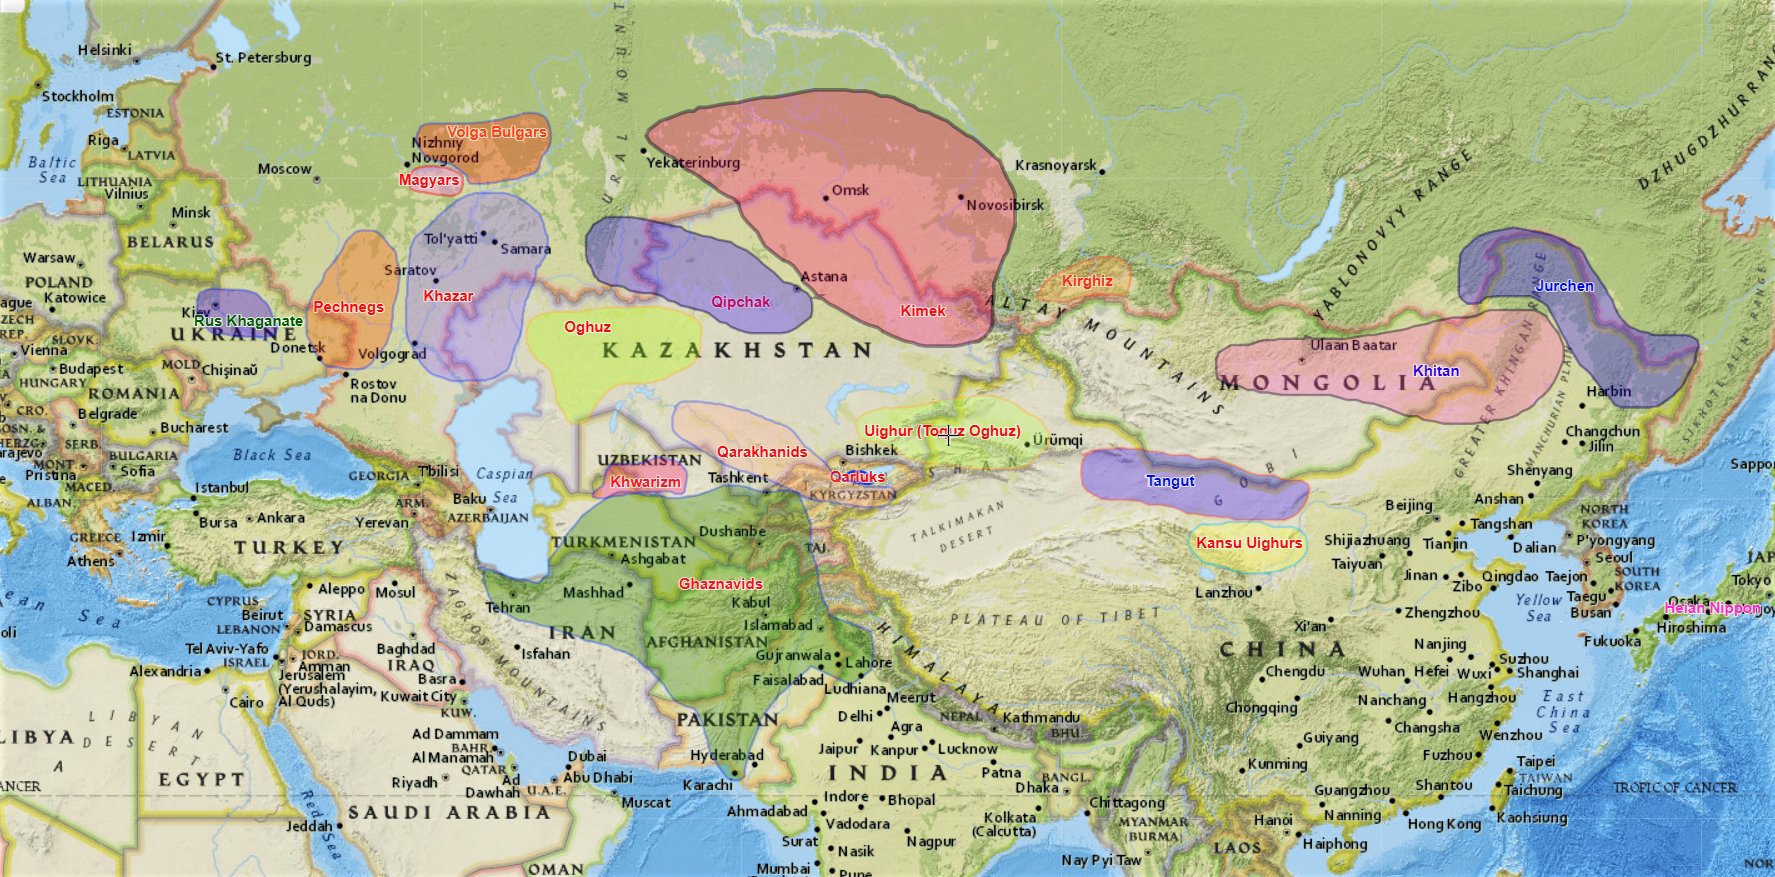 Helsinki
St. Petersburg
Stockholm
ESTONIA
Riga
LATVIA
Baltic
Sea
LITHUANIA
Vilnius
Moscow
Minsk
BELARUS
Warsaw
POLAND
Katowice
ague
ZECH
REP.
SLOVK.
Vienna
Budapest
HUNGARY
MOLD.
Chişinaŭ
ROMANIA
CRO.
Belgrade
Bucharest
OSN. &
HERZG.
SERB.
arajevo
MONT.
BULGARIA
Pristina
Sofia
MACED.
ALBAN.
GREECE
Athens
Kiev
Rus Khaganate
UKRAINE
Donetsk
Rostov
na Donu
Black Sea
Volga Bulgars
Nizhniy
Novgorod
Magyars
URAL MOUNT
Yekaterinburg
Omsk
Novosibirsk
Krasnoyarsk
Tol'yatti
Samara
Saratov
Khazar
Pechnegs
Volgograd
Qipchak
Astana
Kimek
Kirghiz
Oghuz
KAZAKHSTAN
ALTAY MOUNTAINS
YABLONOVYY RANGE
DZHUGDZHURRANG
Jurchen
Ulaan Baatar
MONGOLIA
Khitan
GREATER KHINGAN RANGE
MANCHURIAN PLAIN
SIKHOTE ALIN RANGE
Harbin
Changchun
Jilin
Shenyang
Anshan
Sappor
Uighur (Toquz Oghuz)
Ürümqi
SHAN
Bishkek
Qarakhanids
UZBEKISTAN
Khwarizm
Tashkent
Qarluks
KYRGYZSTAN
Tangut
GOBI
Kansu Uighurs
TALKIMAKAN
DESERT
Caspian
Sea
GEORGIA
T'bilisi
ARM.
Baku
AZERBAIJAN
Yerevan
Istanbul
Bursa
Ankara
Izmir
TURKEY
TURKMENISTAN
Ashgabat
Dushanbe
TAJ.
Mashhad
Ghaznavids
Kabul
Islamabad
Tehran
IRAN
AFGHANISTAN
Isfahan
Gujranwala
Lahore
Faisalabad
Ludhiana
ZAGROS MOUNTAINS
PAKISTAN
Hyderabad
Karachi
Aleppo
Mosul
CYPRUS
SYRIA
Beirut
LEBANON
Damascus
Tel Aviv-Yafo
Baghdad
ISRAEL
JORD.
IRAQ
Alexandria
Amman
Jerusalem
(Yerushalayim,
Al Quds)
Basra
Kuwait City
KUW.
Cairo
ean Sea
oli
LIBYAN
DESERT
LIBYA
A
ANCER
EGYPT
Red Sea
Ad Dammam
BAHR.
Al Manamah
QATAR
Riyadh
Ad
Dawhah
Dubai
Abu Dhabi
U.A.E.
Muscat
SAUDI ARABIA
Jeddah
OMAN
HIMALAYA
PLATEAU OF TIBET
Meerut
Delhi
Agra
NEPAL
Kathmandu
BHU.
Jaipur
Kanpur
Lucknow
INDIA
Patna
BANGL.
Dhaka
Indore
Bhopal
Ahmadabad
Vadodara
Kolkata
(Calcutta)
Chittagong
Surat
Nagpur
Nasik
Mumbai
Pune
MYANMAR
(BURMA)
Nay Pyi Taw
LAOS
Hanoi
Haiphong
Beijing
Tangshan
Shijiazhuang
Tianjin
Taiyuan
Dalian
NORTH
KOREA
P'yongyang
Seoul
SOUTH
KOREA
Jinan
Zibo
Qingdao
Taejon
Taegu
Busan
Yellow
Sea
JAP
Tokyo
Osaka
Heian Nippon
Hiroshima
Fukuoka
Lanzhou
Zhengzhou
Xi'an
CHINA
Nanjing
Suzhou
Chengdu
Wuhan
Hefei
Wuxi
Shanghai
Chongqing
Nanchang
Hangzhou
East
China
Sea
Changsha
Wenzhou
Guiyang
Fuzhou
Kunming
Taipei
TAIWAN
Taichung
Guangzhou
Shantou
Nanning
Hong Kong
Kaohsiung
TROPIC OF CANCER
NOR